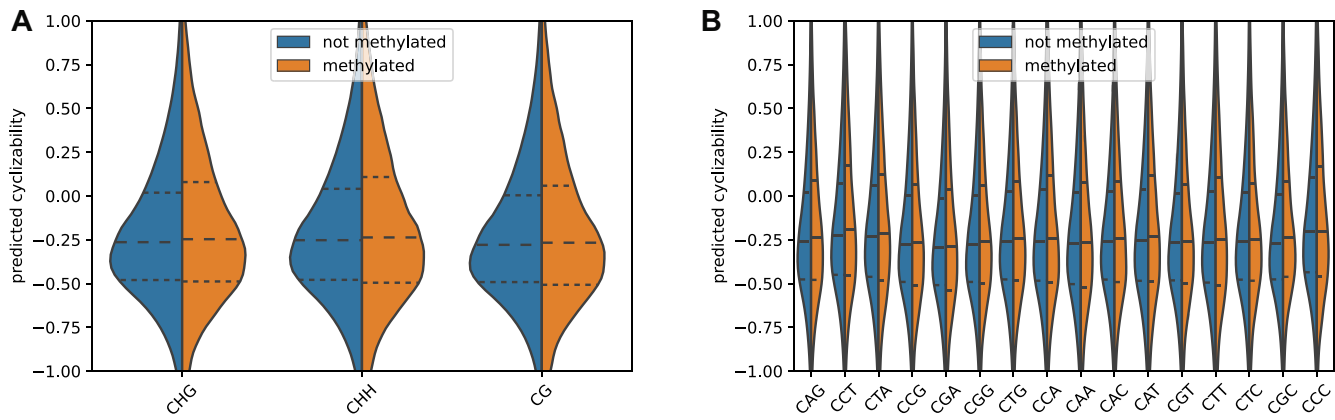 A
predicted cyclizability
1.00
0.75
0.50
0.25
0.00
−0.25
−0.50
−0.75
−1.00
not methylated
methylated
CHG
CHH
CG
B
predicted cyclizability
1.00
0.75
0.50
0.25
0.00
−0.25
−0.50
−0.75
−1.00
not methylated
methylated
CAG
CCT
CTA
CCG
CGA
CGG
CTG
CCA
CAA
CAC
CAT
CGT
CTT
CTC
CGC
CCC